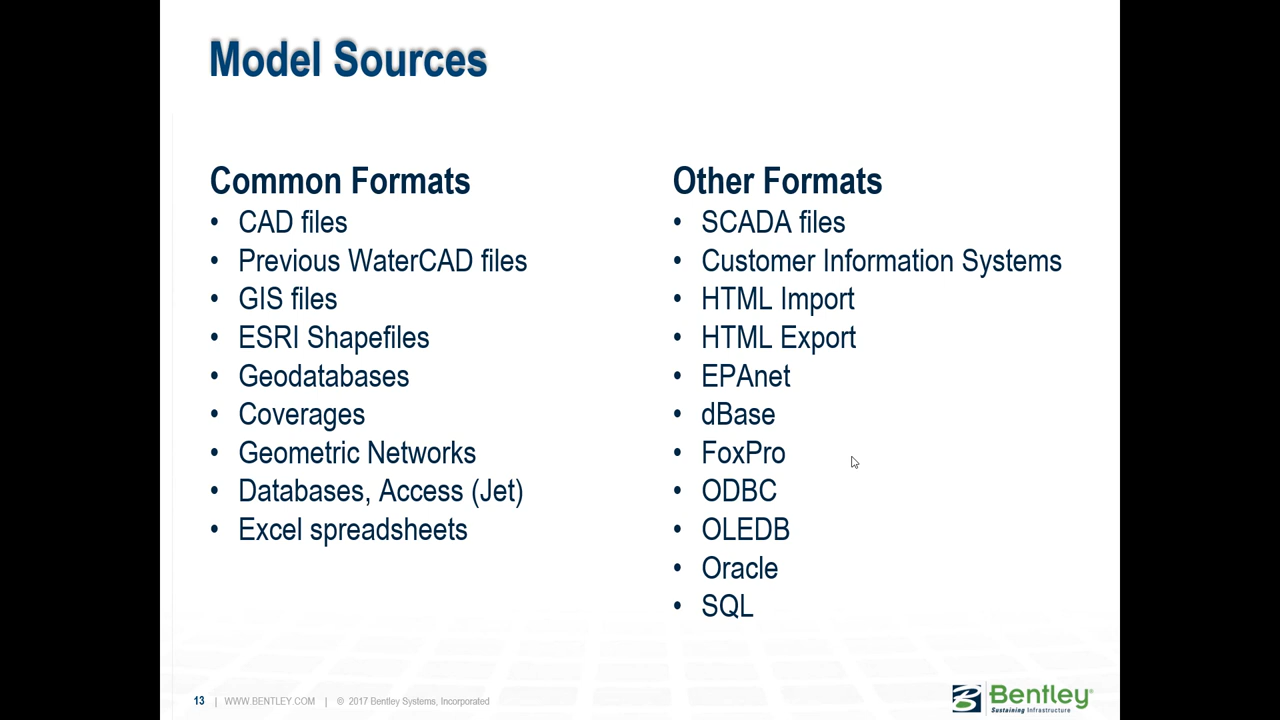 Model Sources
Common Formats
• CAD files
• Previous WaterCAD files
• GIS files
• ESRI Shapefiles
• Geodatabases
• Coverages
• Geometric Networks
• Databases, Access (Jet)
• Excel spreadsheets
Other Formats
• SCADA files
• Customer Information Systems
• HTML Import
• HTML Export
• EPAnet
• dBase
• FoxPro
• ODBC
• OLEDB
• Oracle
• SQL
13 | WWW.BENTLEY.COM | © 2017 Bentley Systems, Incorporated
Bentley®
Sustaining Infrastructure